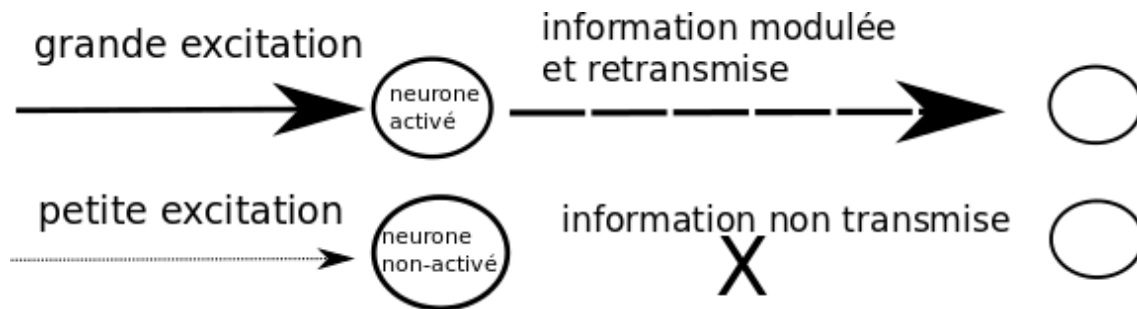 grande excitation
information modulée
et retransmise
neurone
activé
petite excitation
information non transmise
neurone
non-activé
X